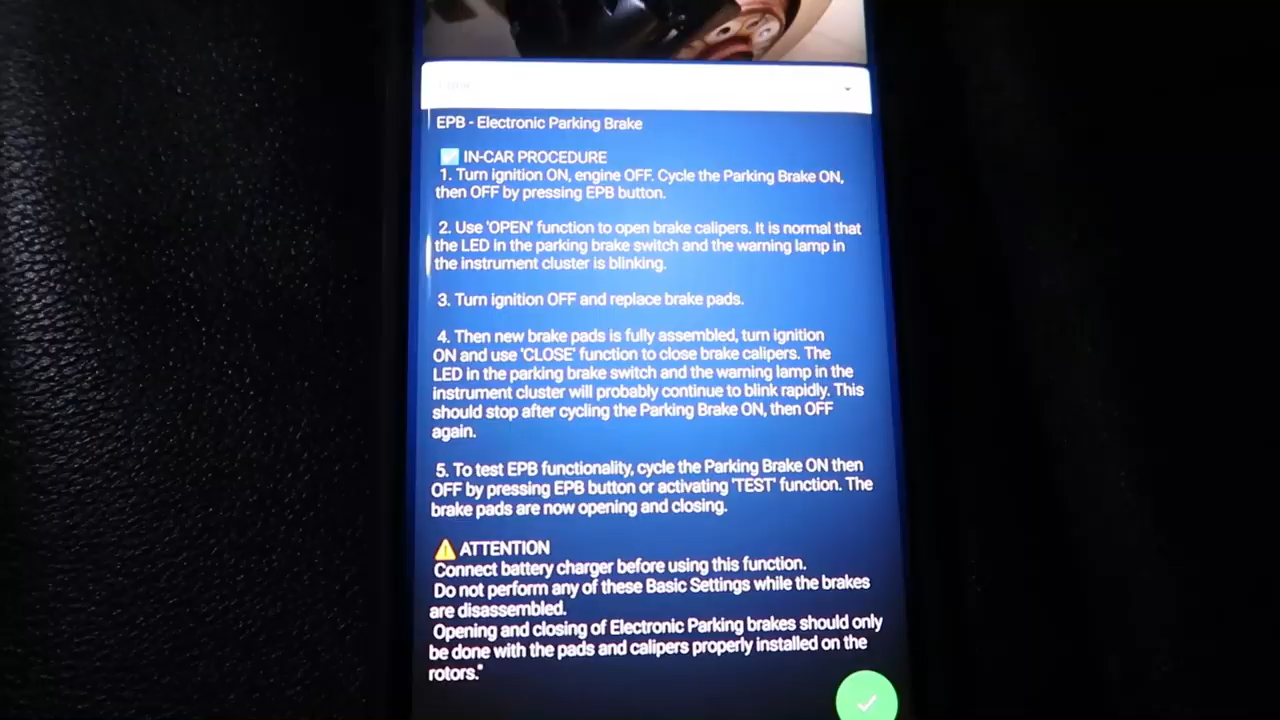 EPB - Electronic Parking Brake
IN-CAR PROCEDURE
1. Turn ignition ON, engine OFF. Cycle the Parking Brake ON,
then OFF by pressing EPB button.
2. Use 'OPEN' function to open brake calipers. It is normal that
the LED in the parking brake switch and the warning lamp in
the instrument cluster is blinking.
3. Turn ignition OFF and replace brake pads.
4. Then new brake pads is fully assembled, turn ignition
ON and use 'CLOSE' function to close brake calipers. The
LED in the parking brake switch and the warning lamp in the
instrument cluster will probably continue to blink rapidly. This
should stop after cycling the Parking Brake ON, then OFF
again.
5. To test EPB functionality, cycle the Parking Brake ON then
OFF by pressing EPB button or activating 'TEST' function. The
brake pads are now opening and closing.
ATTENTION
Connect battery charger before using this function.
Do not perform any of these Basic Settings while the brakes
are disassembled.
Opening and closing of Electronic Parking brakes should only
be done with the pads and calipers properly installed on the
rotors."